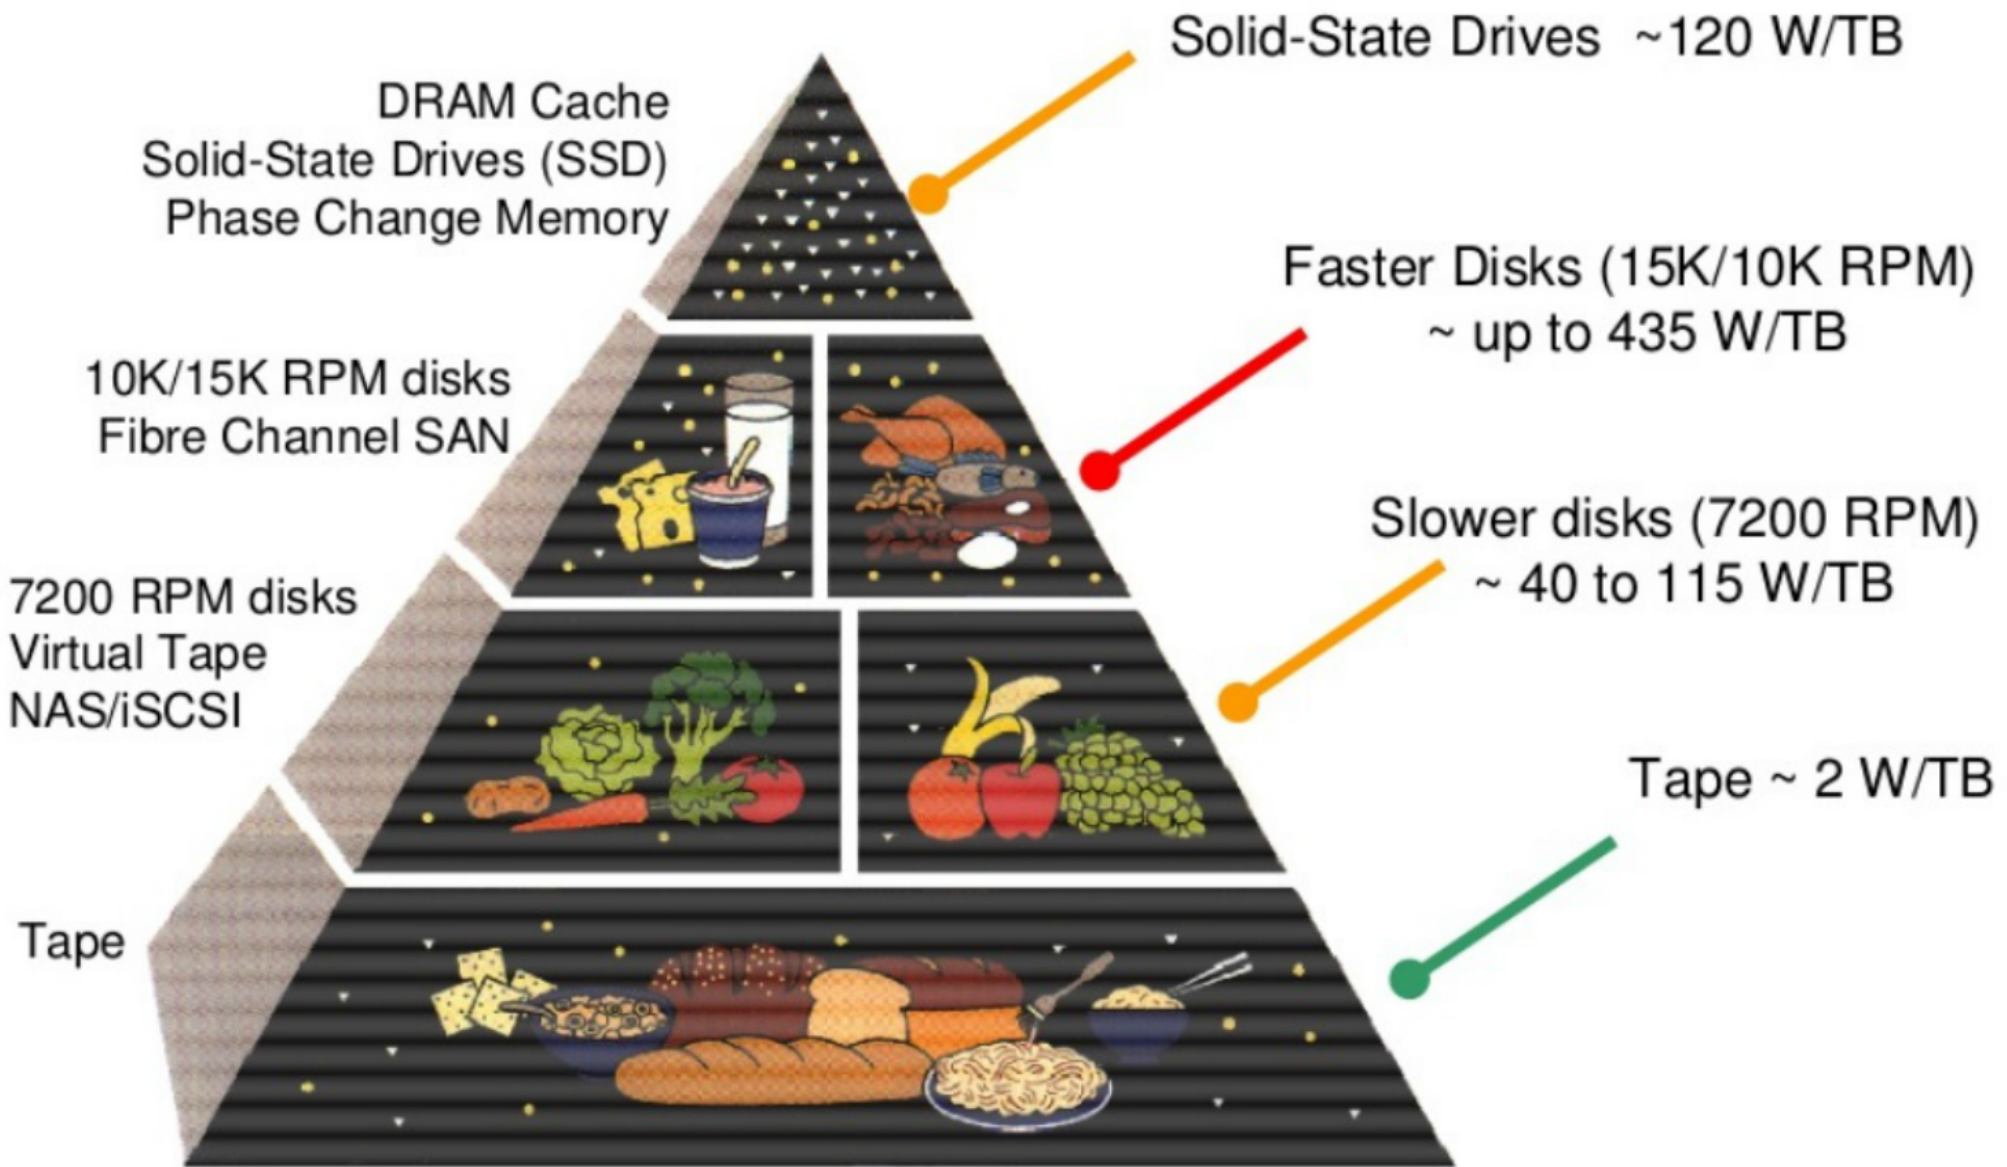 Solid-State Drives ~120 W/TB
DRAM Cache
Solid-State Drives (SSD)
Phase Change Memory
Faster Disks (15K/10K RPM)
~ up to 435 W/TB
10K/15K RPM disks
Fibre Channel SAN
Slower disks (7200 RPM)
~ 40 to 115 W/TB
7200 RPM disks
Virtual Tape
NAS/iSCSI
Tape ~ 2 W/TB
Tape